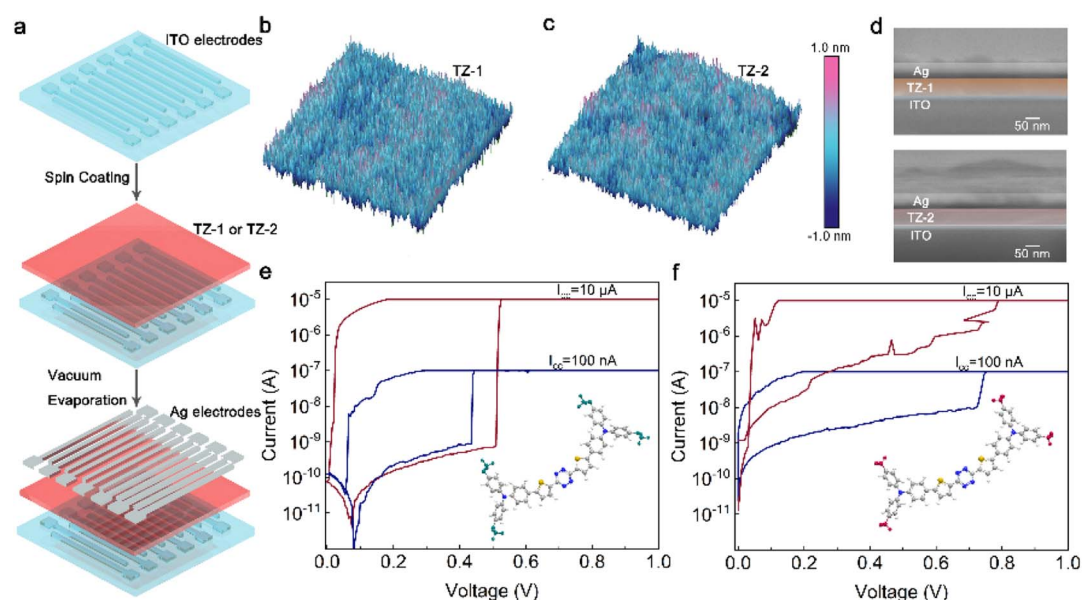 a
ITO electrodes
Spin Coating
TZ-1 or TZ-2
Vacuum
Evaporation
Ag electrodes
b
TZ-1
c
TZ-2
1.0 nm
-1.0 nm
d
Ag
TZ-1
ITO
50 nm
Ag
TZ-2
ITO
50 nm
e
Current (A)
10⁻⁵
10⁻⁶
10⁻⁷
10⁻⁸
10⁻⁹
10⁻¹⁰
10⁻¹¹
I_cc=10 µA
I_cc=100 nA
0.0 0.2 0.4 0.6 0.8 1.0
Voltage (V)
f
Current (A)
10⁻⁵
10⁻⁶
10⁻⁷
10⁻⁸
10⁻⁹
10⁻¹⁰
10⁻¹¹
I_cc=10 µA
I_cc=100 nA
0.0 0.2 0.4 0.6 0.8 1.0
Voltage (V)